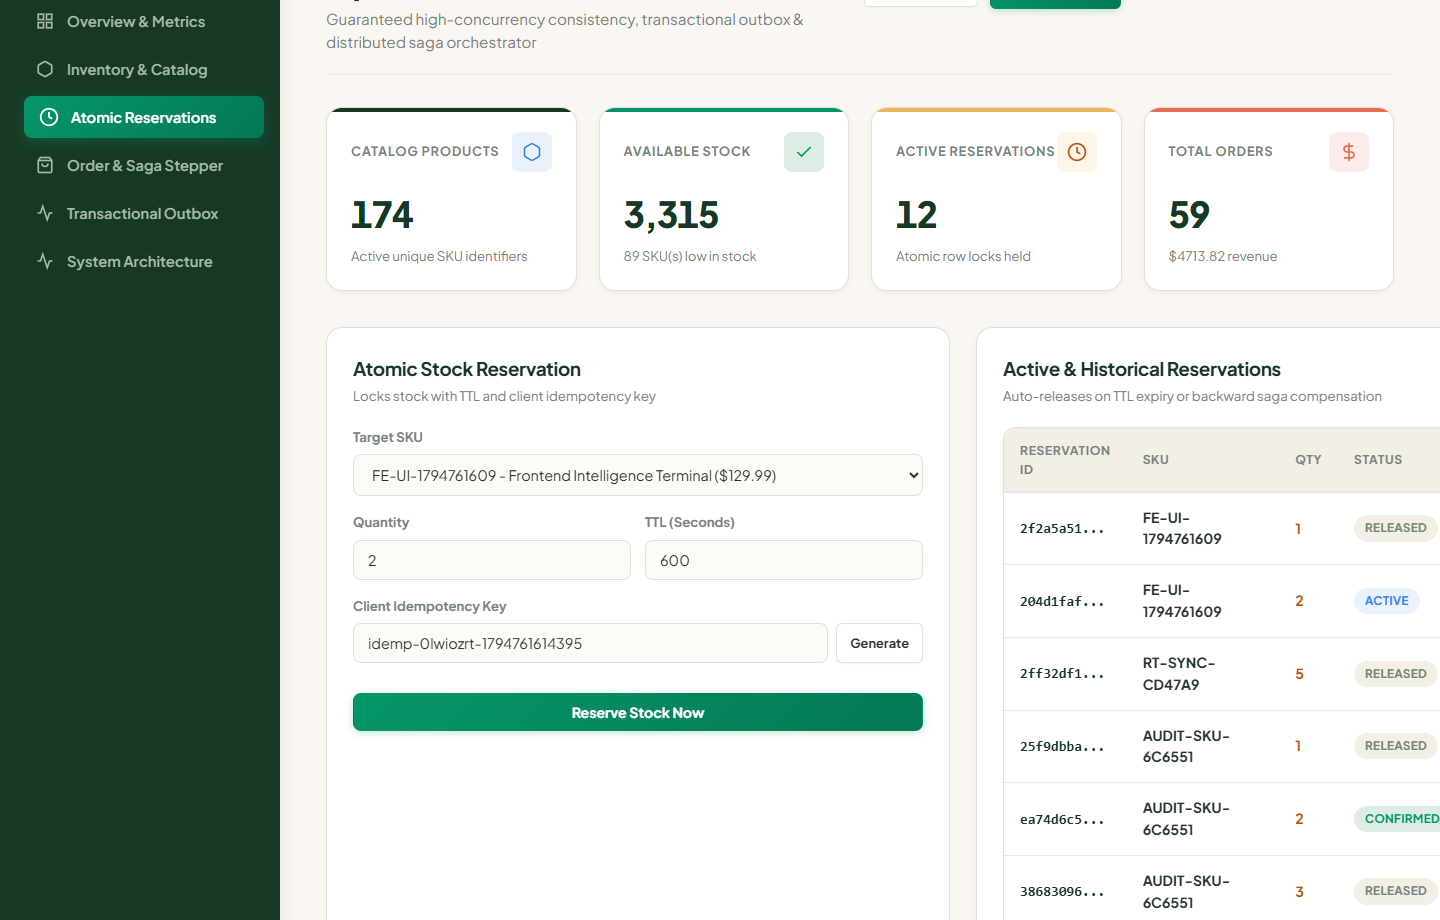 Overview & Metrics
Inventory & Catalog
Atomic Reservations
Order & Saga Stepper
Transactional Outbox
System Architecture
Guaranteed high-concurrency consistency, transactional outbox &
distributed saga orchestrator
CATALOG PRODUCTS
174
Active unique SKU identifiers
AVAILABLE STOCK
3,315
89 SKU(s) low in stock
ACTIVE RESERVATIONS
12
Atomic row locks held
TOTAL ORDERS
59
$4713.82 revenue
Atomic Stock Reservation
Locks stock with TTL and client idempotency key
Target SKU
FE-UI-1794761609 - Frontend Intelligence Terminal ($129.99)
Quantity
TTL (Seconds)
2
600
Client Idempotency Key
idemp-0lwiozrt-1794761614395
Generate
Reserve Stock Now
Active & Historical Reservations
Auto-releases on TTL expiry or backward saga compensation
RESERVATION
ID
SKU
QTY
STATUS
2f2a5a51...
FE-UI-
1794761609
1
RELEASED
204d1faf...
FE-UI-
1794761609
2
ACTIVE
2ff32df1...
RT-SYNC-
CD47A9
5
RELEASED
25f9dbba...
AUDIT-SKU-
6C6551
1
RELEASED
ea74d6c5...
AUDIT-SKU-
6C6551
2
CONFIRMED
38683096...
AUDIT-SKU-
6C6551
3
RELEASED